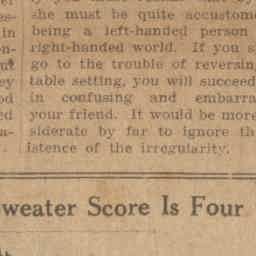 she must be quite accustome
being a left-handed person
right-handed world. If you s
go to the trouble of reversin
table setting, you will succeed
in confusing and embarra
your friend. It would be more
siderate by far to ignore th
istence of the irregularity.
weater Score Is Four